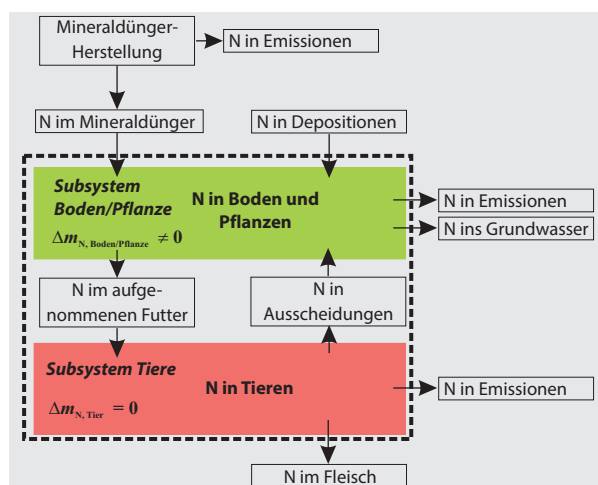 Mineraldünger-
Herstellung
N in Emissionen
N im Mineraldünger
N in Depositionen
Subsystem
Boden/Pflanze
N in Boden und
Pflanzen
Δm N, Boden/Pflanze ≠ 0
N in Emissionen
N ins Grundwasser
N im aufge-
nommenen Futter
N in
Ausscheidungen
Subsystem Tiere
N in Tieren
Δm N, Tier = 0
N in Emissionen
N im Fleisch